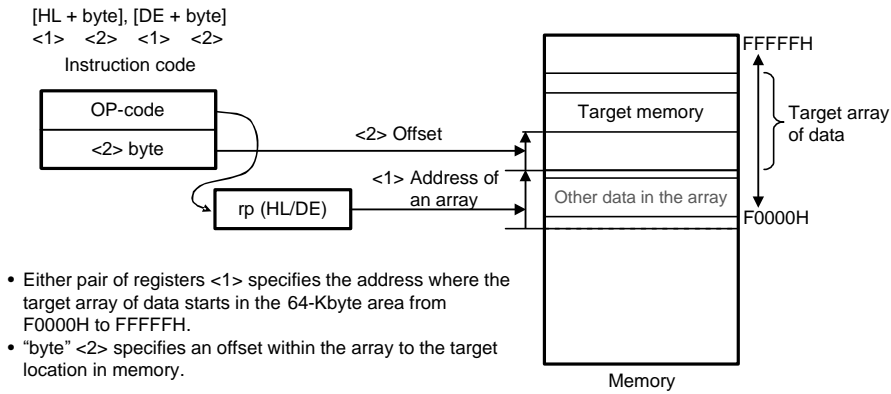 [HL + byte], [DE + byte]
<1> <2> <1> <2>
Instruction code
OP-code
<2> byte
rp (HL/DE)
<2> Offset
<1> Address of
an array
FFFFFH
Target memory
Target array
of data
Other data in the array
F0000H
Memory
• Either pair of registers <1> specifies the address where the
target array of data starts in the 64-Kbyte area from
F0000H to FFFFFH.
• “byte” <2> specifies an offset within the array to the target
location in memory.